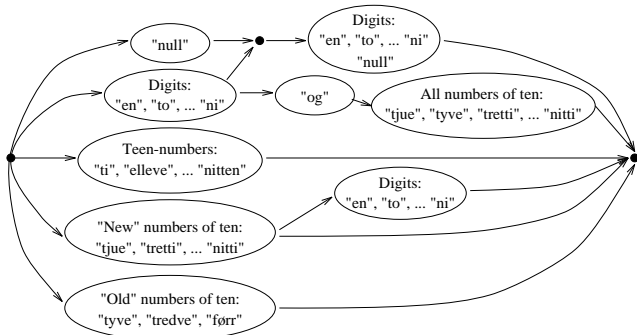 "null"
Digits:
"en", "to", ... "ni"
"null"
Digits:
"en", "to", ... "ni"
"og"
All numbers of ten:
"tjue", "tyve", "tretti", ... "nitti"
Teen-numbers:
"ti", "elleve", ... "nitten"
Digits:
"en", "to", ... "ni"
"New" numbers of ten:
"tjue", "tretti", ... "nitti"
"Old" numbers of ten:
"tyve", "tredve", "førr"